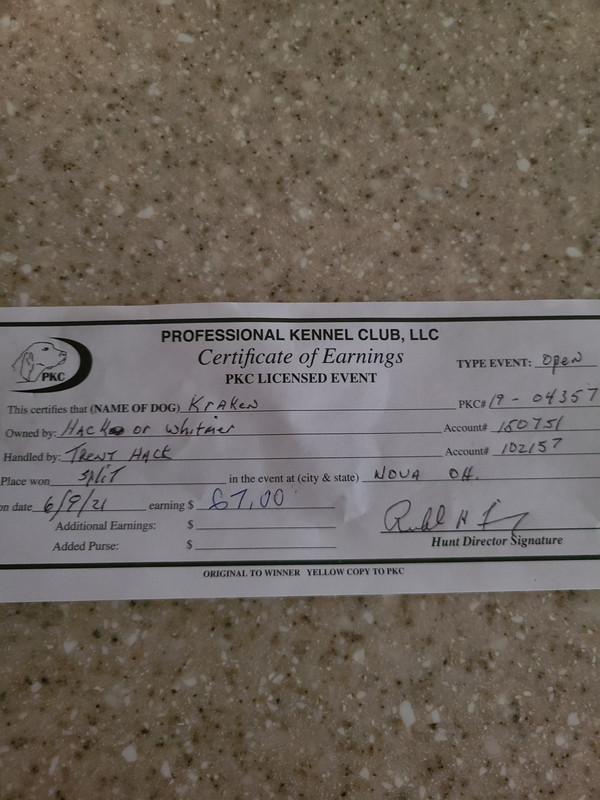 PROFESSIONAL KENNEL CLUB, LLC
Certificate of Earnings
PKC LICENSED EVENT
TYPE EVENT: Open
PKC
This certifies that (NAME OF DOG) Kraken PKC# 19-04357
Owned by: Hack or Whitmer Account# 150751
Handled by: Trent Hack Account# 102157
Place won split in the event at (city & state) Nova OH.
on date 6/9/21 earning $ 67.00
Additional Earnings: $
Added Purse: $
Hunt Director Signature
ORIGINAL TO WINNER YELLOW COPY TO PKC